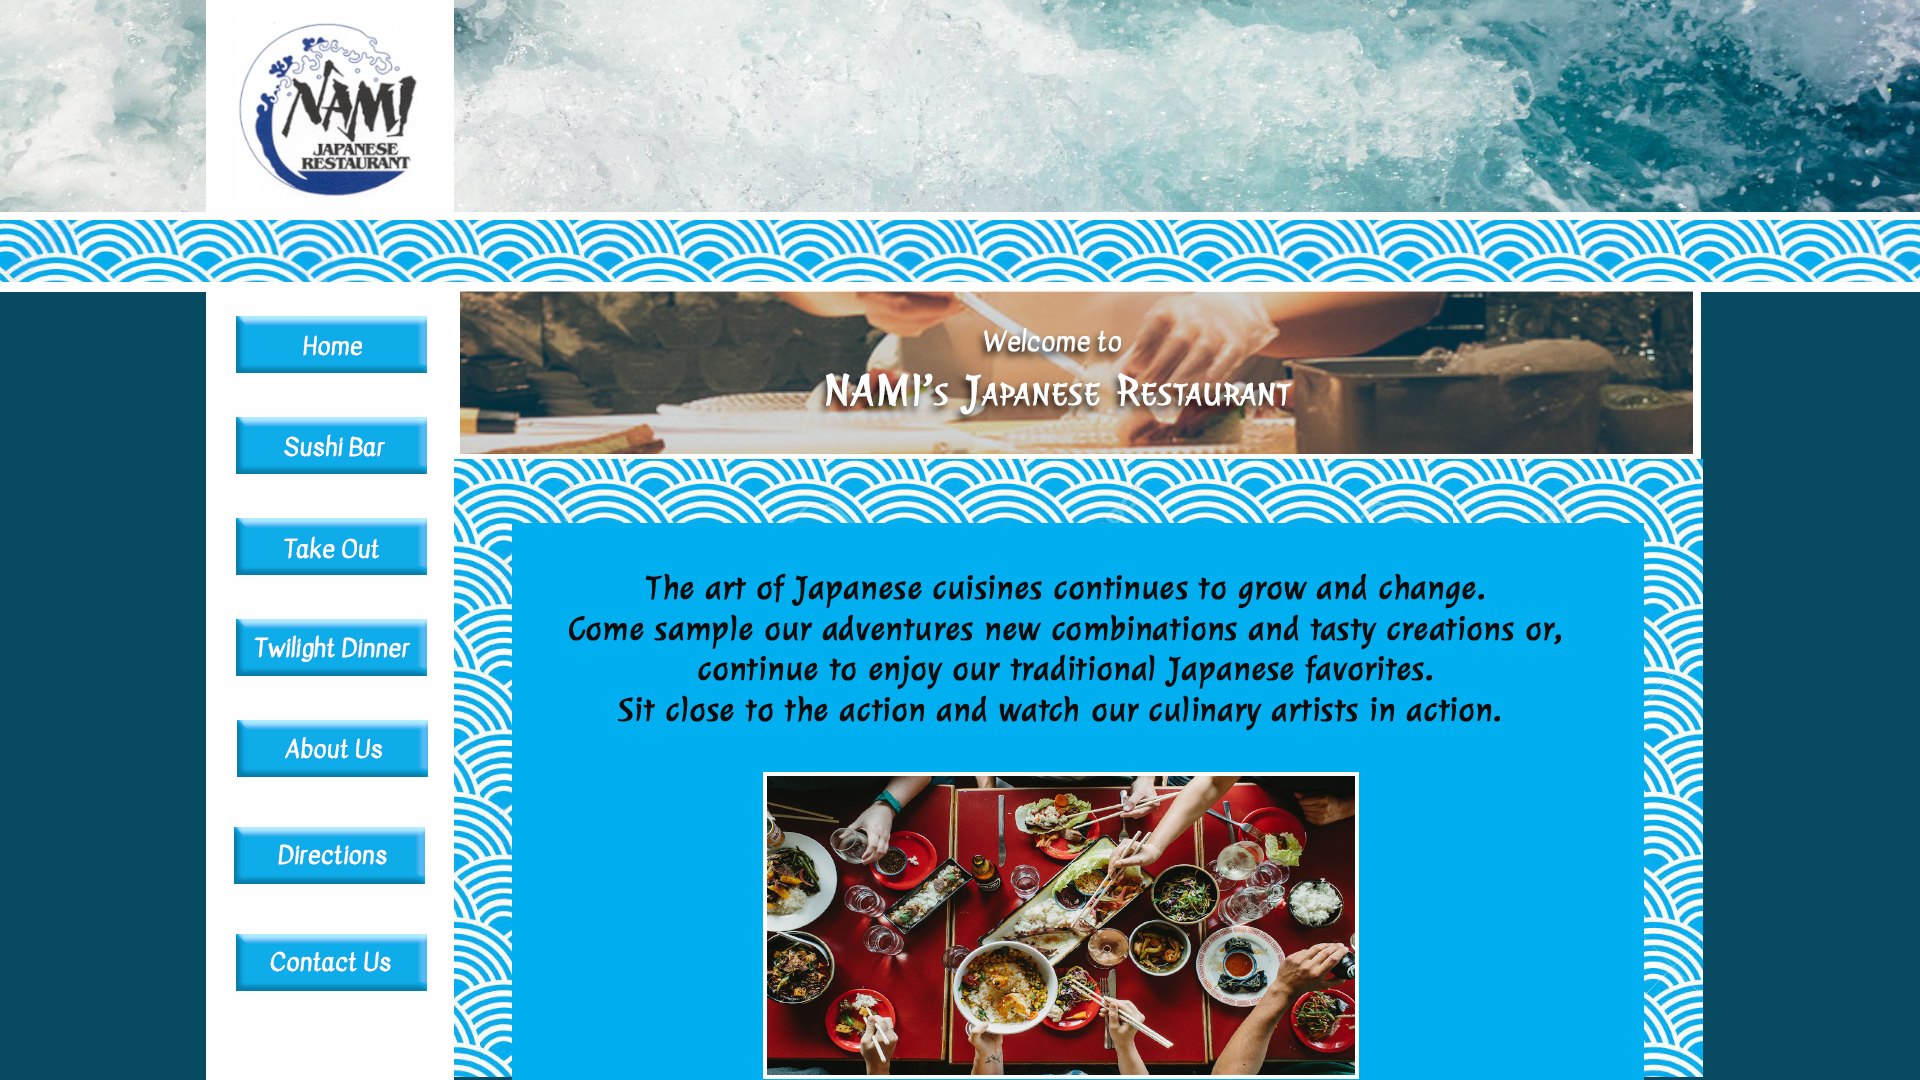 NAMI
JAPANESE
RESTAURANT
Home
Sushi Bar
Take Out
Twilight Dinner
About Us
Directions
Contact Us
Welcome to
NAMI's Japanese Restaurant
The art of Japanese cuisines continues to grow and change.
Come sample our adventures new combinations and tasty creations or,
continue to enjoy our traditional Japanese favorites.
Sit close to the action and watch our culinary artists in action.